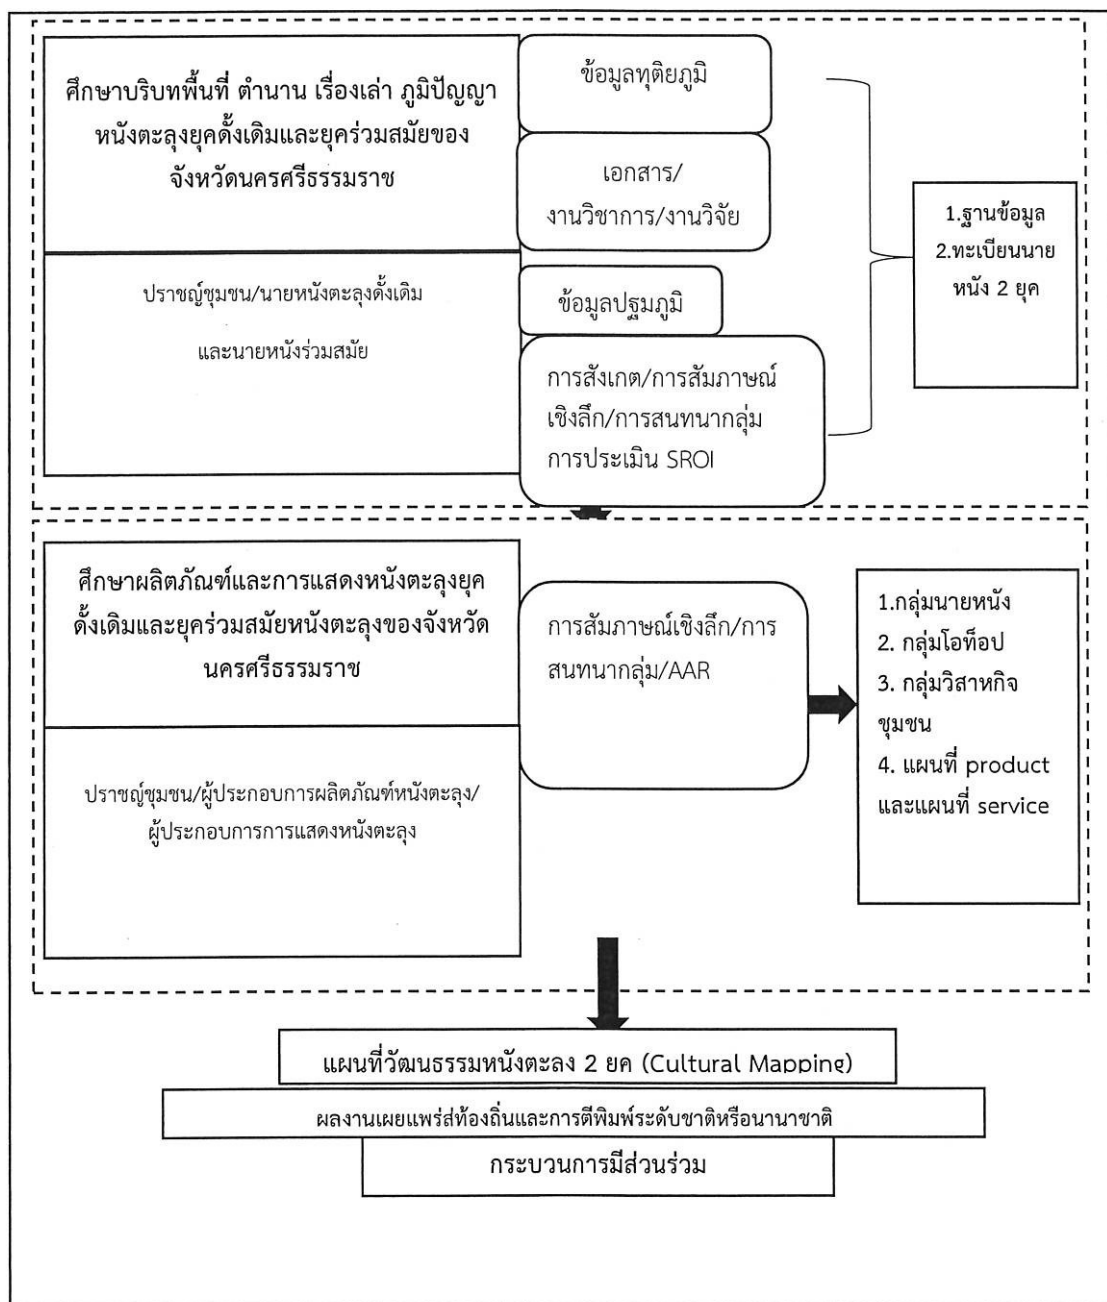 ศึกษาบริบทพื้นที่ ตำนาน เรื่องเล่า ภูมิปัญญา
หนังตะลุงยุคดั้งเดิมและยุคร่วมสมัยของ
จังหวัดนครศรีธรรมราช
ปราชญ์ชุมชน/นายหนังตะลุงดั้งเดิม
และนายหนังร่วมสมัย
ข้อมูลทุติยภูมิ
เอกสาร/
งานวิชาการ/งานวิจัย
ข้อมูลปฐมภูมิ
การสังเกต/การสัมภาษณ์
เชิงลึก/การสนทนากลุ่ม
การประเมิน SROI
1.ฐานข้อมูล
2.ทะเบียนนาย
หนัง 2 ยุค
ศึกษาผลิตภัณฑ์และการแสดงหนังตะลุงยุค
ดั้งเดิมและยุคร่วมสมัยหนังตะลุงของจังหวัด
นครศรีธรรมราช
ปราชญ์ชุมชน/ผู้ประกอบการผลิตภัณฑ์หนังตะลุง/
ผู้ประกอบการการแสดงหนังตะลุง
การสัมภาษณ์เชิงลึก/การ
สนทนากลุ่ม/AAR
1.กลุ่มนายหนัง
2. กลุ่มโอท็อป
3. กลุ่มวิสาหกิจ
ชุมชน
4. แผนที่ product
และแผนที่ service
แผนที่วัฒนธรรมหนังตะลุง 2 ยุค (Cultural Mapping)
ผลงานเผยแพร่สู่ท้องถิ่นและการตีพิมพ์ระดับชาติหรือนานาชาติ
กระบวนการมีส่วนร่วม